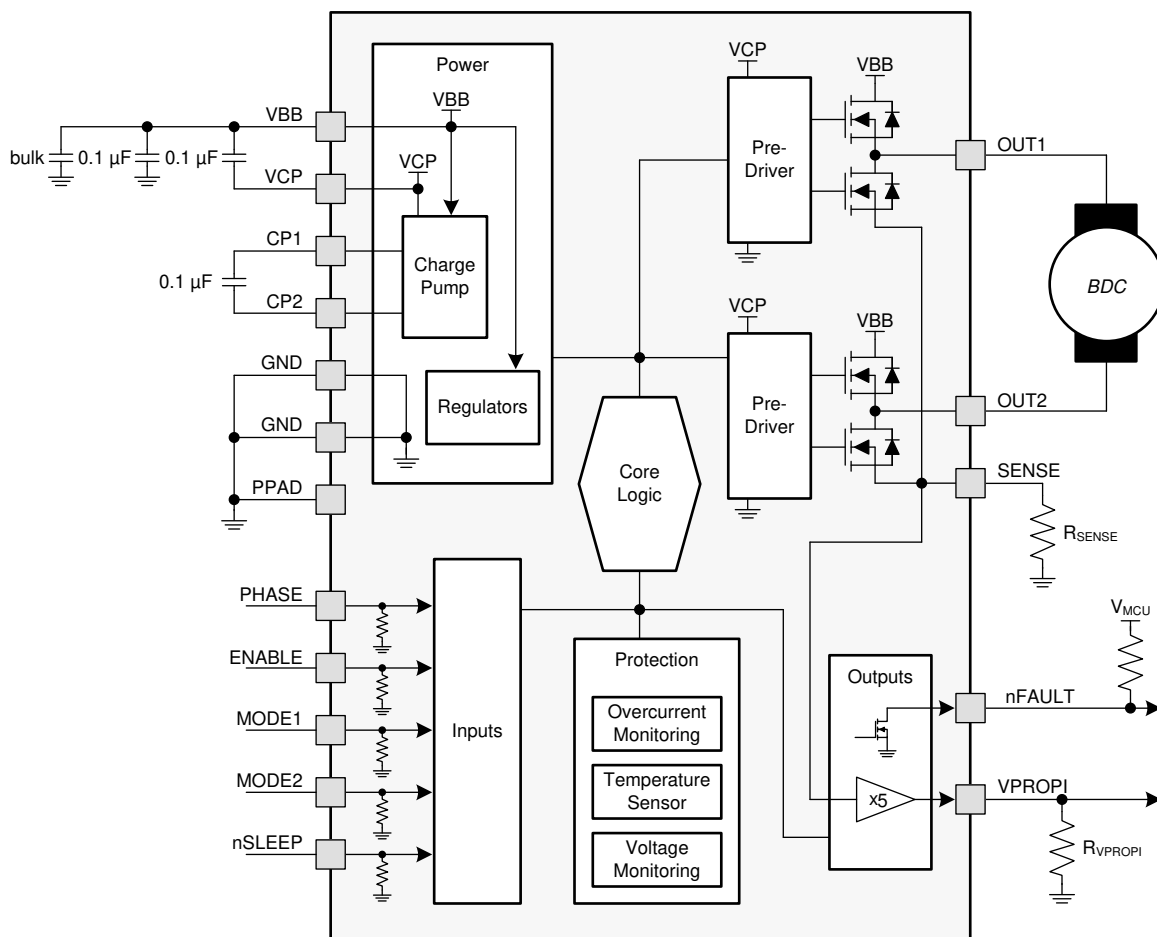 Power
VBB
VCP
Charge
Pump
Regulators
VBB
bulk
0.1 µF
0.1 µF
VCP
CP1
0.1 µF
CP2
GND
GND
PPAD
PHASE
ENABLE
MODE1
MODE2
nSLEEP
Inputs
Core
Logic
Protection
Overcurrent
Monitoring
Temperature
Sensor
Voltage
Monitoring
VCP
Pre-
Driver
VBB
VCP
Pre-
Driver
VBB
Outputs
x5
OUT1
BDC
OUT2
SENSE
RSENSE
VMCU
nFAULT
VPROPI
RVPROPI